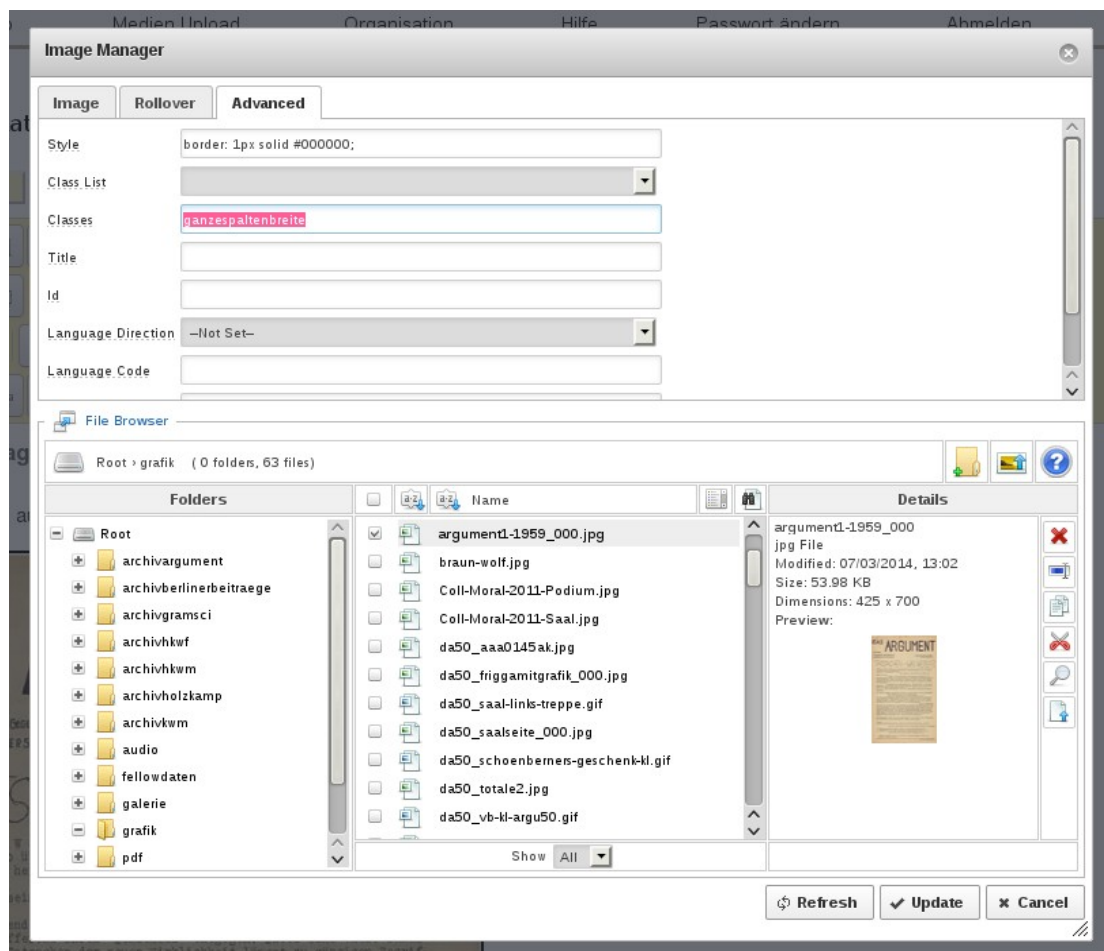 Medien Upload Organisation Hilfe Passwort ändern Abmelden
Image Manager
Image Rollover Advanced
Style border: 1px solid #000000;
Class List
Classes ganzespaltenbreite
Title
Id
Language Direction --Not Set--
Language Code
File Browser
Root › grafik ( 0 folders, 63 files)
Folders
Name
Details
Root
archivargument
archivberlinerbeitraege
archivgramsci
archivhkwf
archivhkwm
archivholzkamp
archivkwm
audio
fellowdaten
galerie
grafik
pdf
argument1-1959_000.jpg
braun-wolf.jpg
Coll-Moral-2011-Podium.jpg
Coll-Moral-2011-Saal.jpg
da50_aaa0145ak.jpg
da50_friggamitgrafik_000.jpg
da50_saal-links-treppe.gif
da50_saalseite_000.jpg
da50_schoenberners-geschenk-kl.gif
da50_totale2.jpg
da50_vb-kl-argu50.gif
Show All
argument1-1959_000
jpg File
Modified: 07/03/2014, 13:02
Size: 53.98 KB
Dimensions: 425 x 700
Preview:
ARGUMENT
Refresh Update Cancel